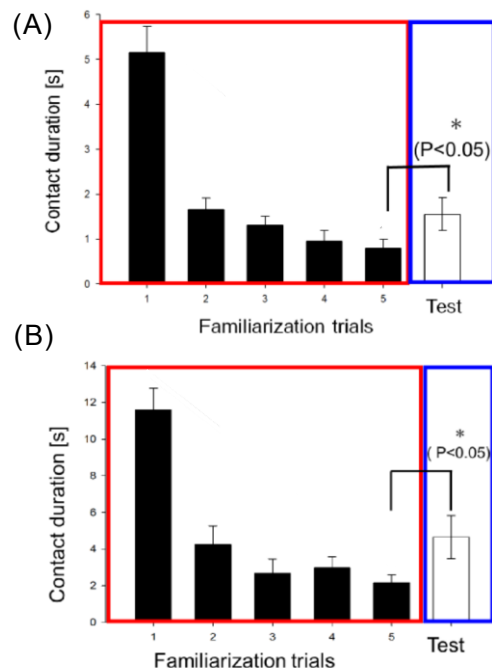 (A)
6
5
4
3
2
1
0
Contact duration [s]
*
(P<0.05)
1 2 3 4 5
Test
Familiarization trials
(B)
14
12
10
8
6
4
2
0
Contact duration [s]
*
( P<0.05)
1 2 3 4 5
Test
Familiarization trials